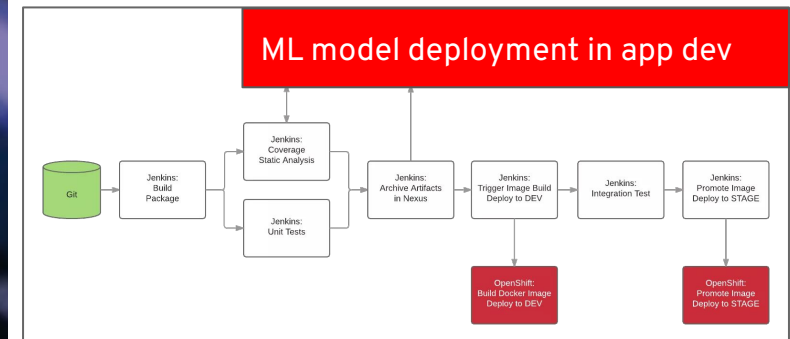 ML model deployment in app dev
Git
Jenkins:
Build
Package
Jenkins:
Coverage
Static Analysis
Jenkins:
Unit Tests
Jenkins:
Archive Artifacts
in Nexus
Jenkins:
Trigger Image Build
Deploy to DEV
Jenkins:
Integration Test
Jenkins:
Promote Image
Deploy to STAGE
OpenShift:
Build Docker Image
Deploy to DEV
OpenShift:
Promote Image
Deploy to STAGE